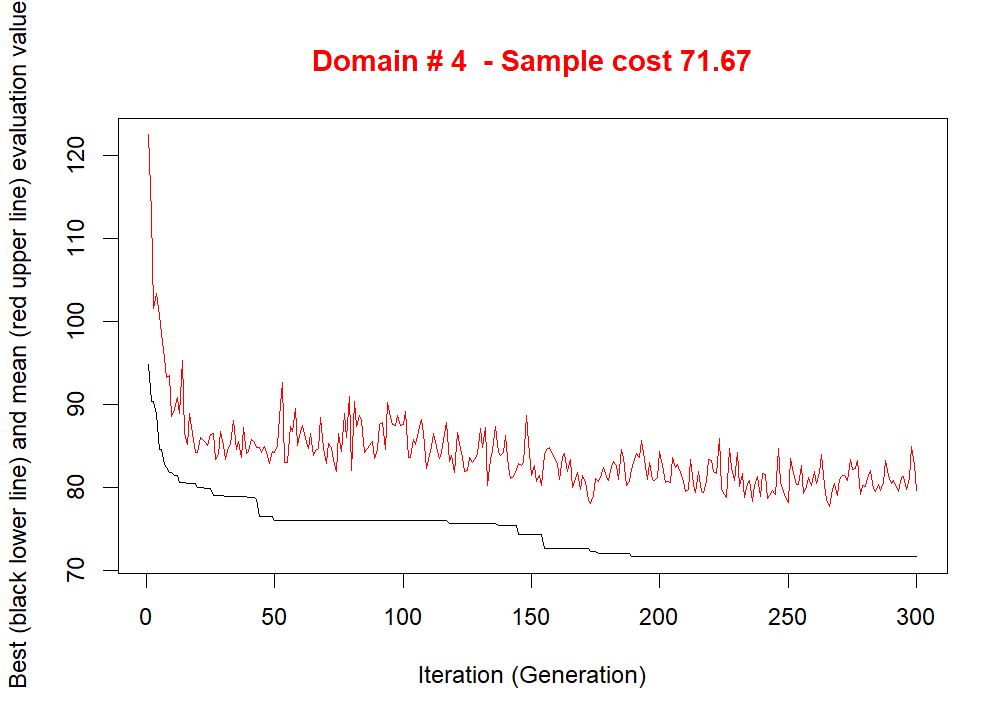 Domain # 4  - Sample cost 71.67
Best (black lower line) and mean (red upper line) evaluation value
120
110
100
90
80
70
0 50 100 150 200 250 300
Iteration (Generation)